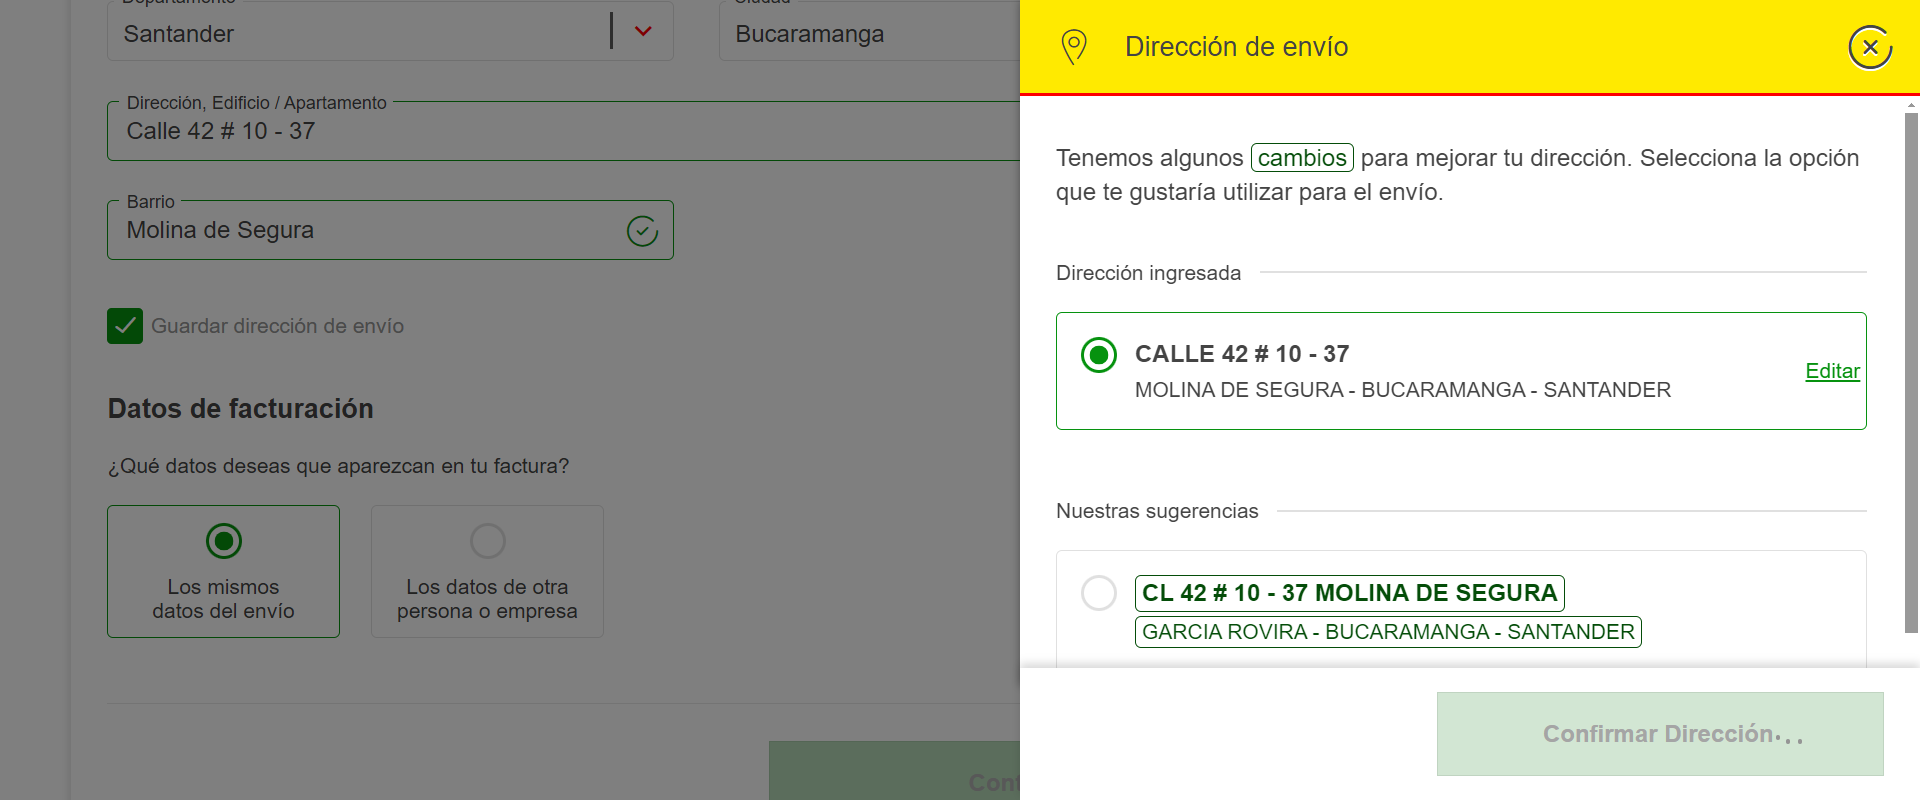 Departamento
Santander
Ciudad
Bucaramanga
Dirección, Edificio / Apartamento
Calle 42 # 10 - 37
Barrio
Molina de Segura
Guardar dirección de envío
Datos de facturación
¿Qué datos deseas que aparezcan en tu factura?
Los mismos
datos del envío
Los datos de otra
persona o empresa
Dirección de envío
Tenemos algunos cambios para mejorar tu dirección. Selecciona la opción
que te gustaría utilizar para el envío.
Dirección ingresada
CALLE 42 # 10 - 37
MOLINA DE SEGURA - BUCARAMANGA - SANTANDER
Editar
Nuestras sugerencias
CL 42 # 10 - 37 MOLINA DE SEGURA
GARCIA ROVIRA - BUCARAMANGA - SANTANDER
Confirmar Dirección...